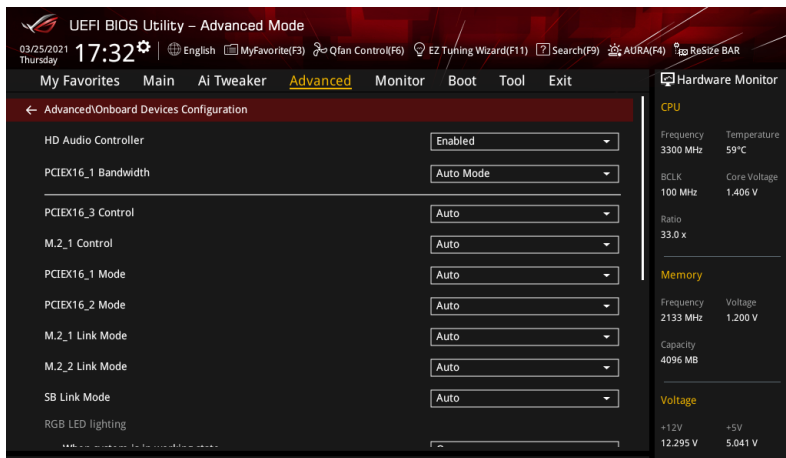 UEFI BIOS Utility – Advanced Mode
03/25/2021 Thursday 17:32 English MyFavorite(F3) Qfan Control(F6) EZ Tuning Wizard(F11) Search(F9) AURA(F4) ReSize BAR
My Favorites Main Ai Tweaker Advanced Monitor Boot Tool Exit
Hardware Monitor
← Advanced\Onboard Devices Configuration
HD Audio Controller Enabled
PCIEX16_1 Bandwidth Auto Mode
PCIEX16_3 Control Auto
M.2_1 Control Auto
PCIEX16_1 Mode Auto
PCIEX16_2 Mode Auto
M.2_1 Link Mode Auto
M.2_2 Link Mode Auto
SB Link Mode Auto
RGB LED lighting
CPU
Frequency Temperature
3300 MHz 59°C
BCLK Core Voltage
100 MHz 1.406 V
Ratio
33.0 x
Memory
Frequency Voltage
2133 MHz 1.200 V
Capacity
4096 MB
Voltage
+12V +5V
12.295 V 5.041 V